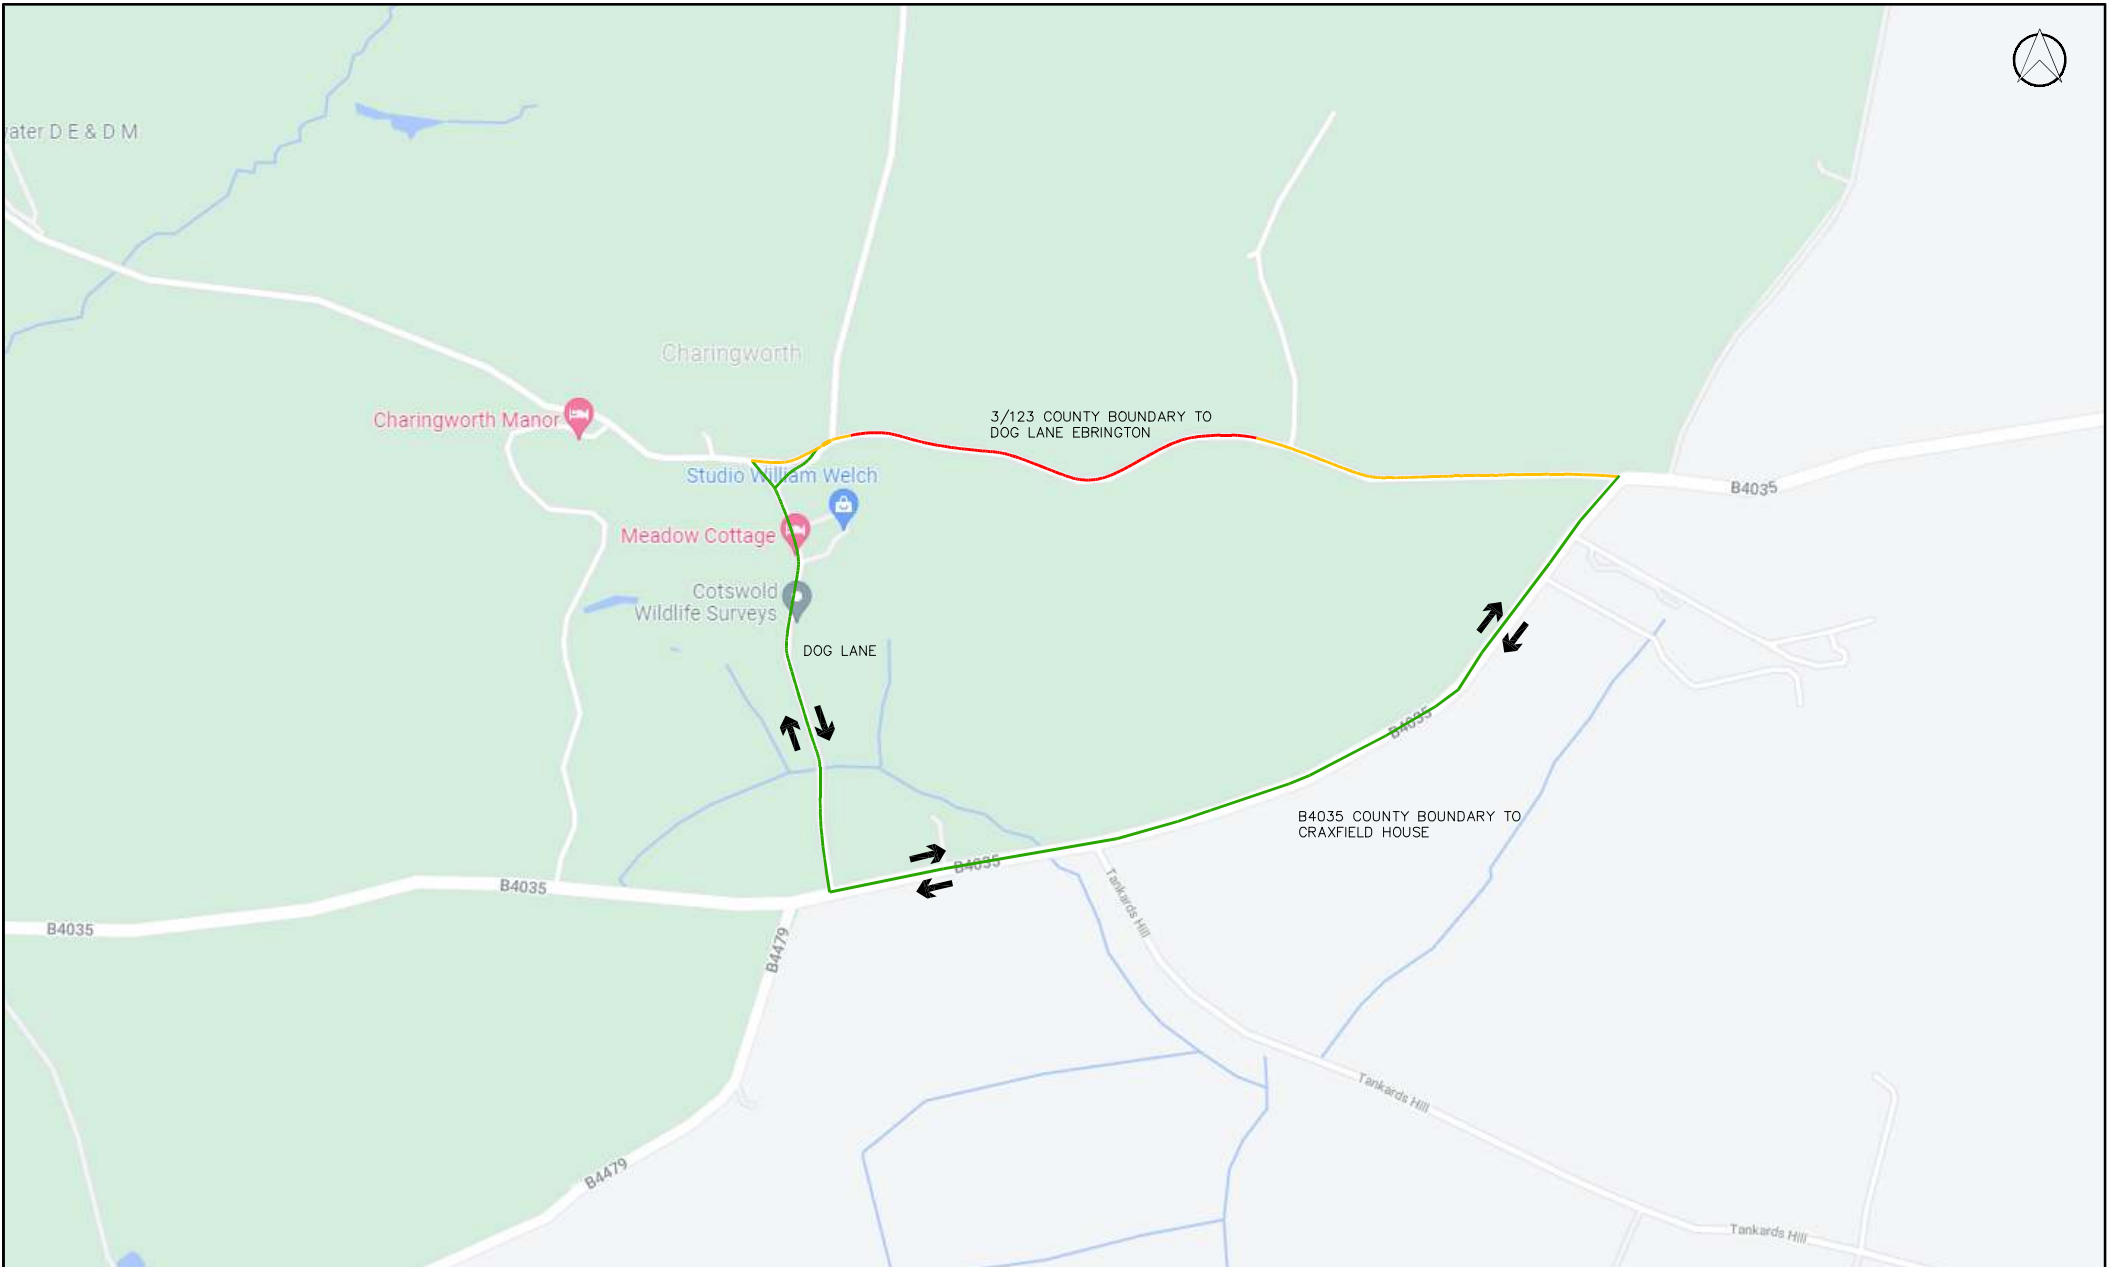 ater D E & D M
Charingworth
Charingworth Manor
3/123 COUNTY BOUNDARY TO
DOG LANE EBRINGTON
Studio William Welch
B4035
Meadow Cottage
Cotswold
Wildlife Surveys
DOG LANE
B4035
B4035 COUNTY BOUNDARY TO
CRAXFIELD HOUSE
B4035
B4035
B4035
Tankards Hill
B4479
Tankards Hill
B4479
Tankards Hill